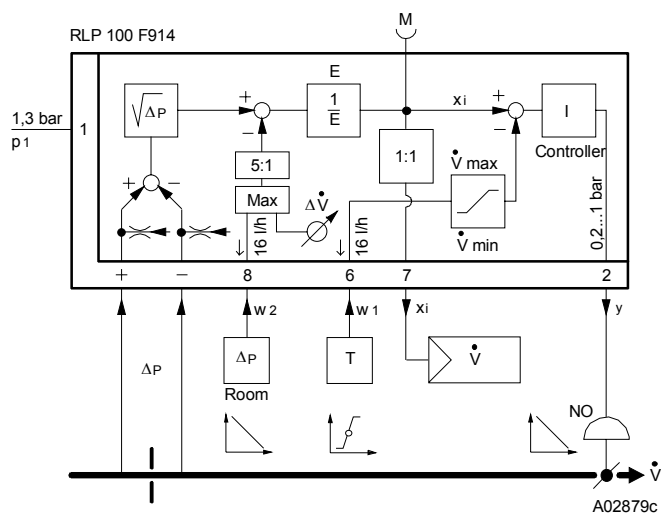 M
RLP 100 F914
E
1,3 bar
p1
1
√ΔP
+
−
1
E
xi
+
−
I
Controller
5:1
1:1
V̇ max
V̇ min
Max
ΔV̇
+
−
16 l/h
16 l/h
0,2...1 bar
+
−
8
6
7
2
w2
w1
xi
y
ΔP
ΔP
T
V̇
Room
NO
V̇
A02879c